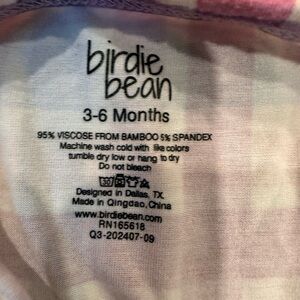 birdie
bean
3-6 Months
95% VISCOSE FROM BAMBOO 5% SPANDEX
Machine wash cold with like colors
tumble dry low or hang to dry
Do not bleach
Designed in Dallas, TX.
Made in Qingdao, China
www.birdiebean.com
RN165618
Q3-202407-09